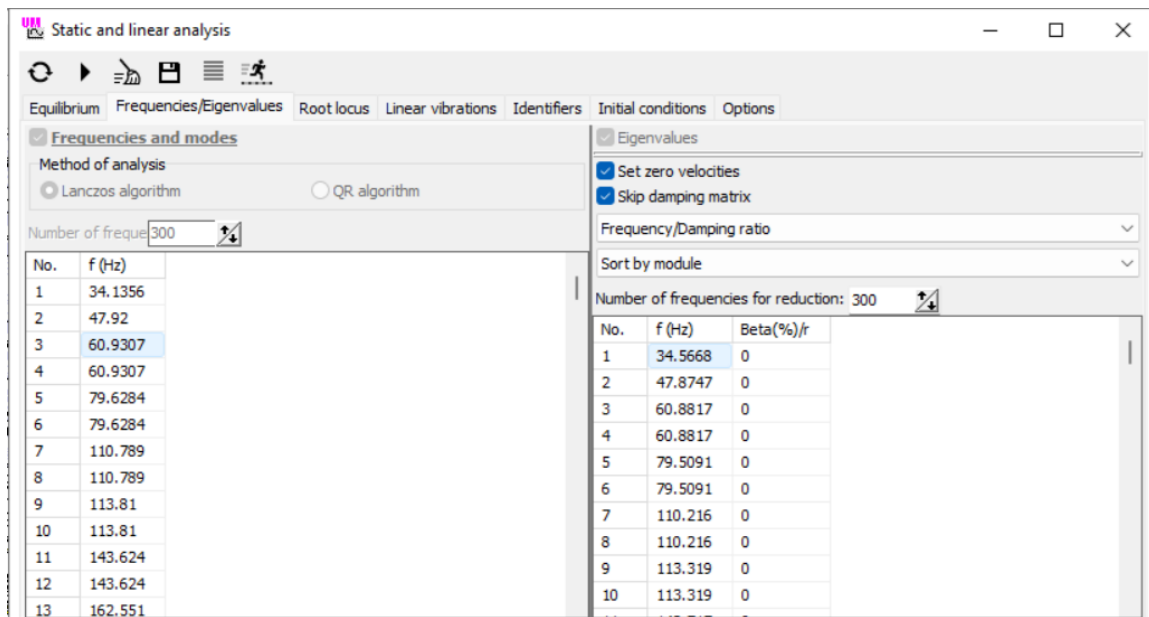 UM Static and linear analysis
Equilibrium Frequencies/Eigenvalues Root locus Linear vibrations Identifiers Initial conditions Options
Frequencies and modes
Method of analysis
Lanczos algorithm QR algorithm
Number of freque 300
No. f (Hz)
1 34.1356
2 47.92
3 60.9307
4 60.9307
5 79.6284
6 79.6284
7 110.789
8 110.789
9 113.81
10 113.81
11 143.624
12 143.624
13 162.551
Eigenvalues
Set zero velocities
Skip damping matrix
Frequency/Damping ratio
Sort by module
Number of frequencies for reduction: 300
No. f (Hz) Beta(%)/r
1 34.5668 0
2 47.8747 0
3 60.8817 0
4 60.8817 0
5 79.5091 0
6 79.5091 0
7 110.216 0
8 110.216 0
9 113.319 0
10 113.319 0